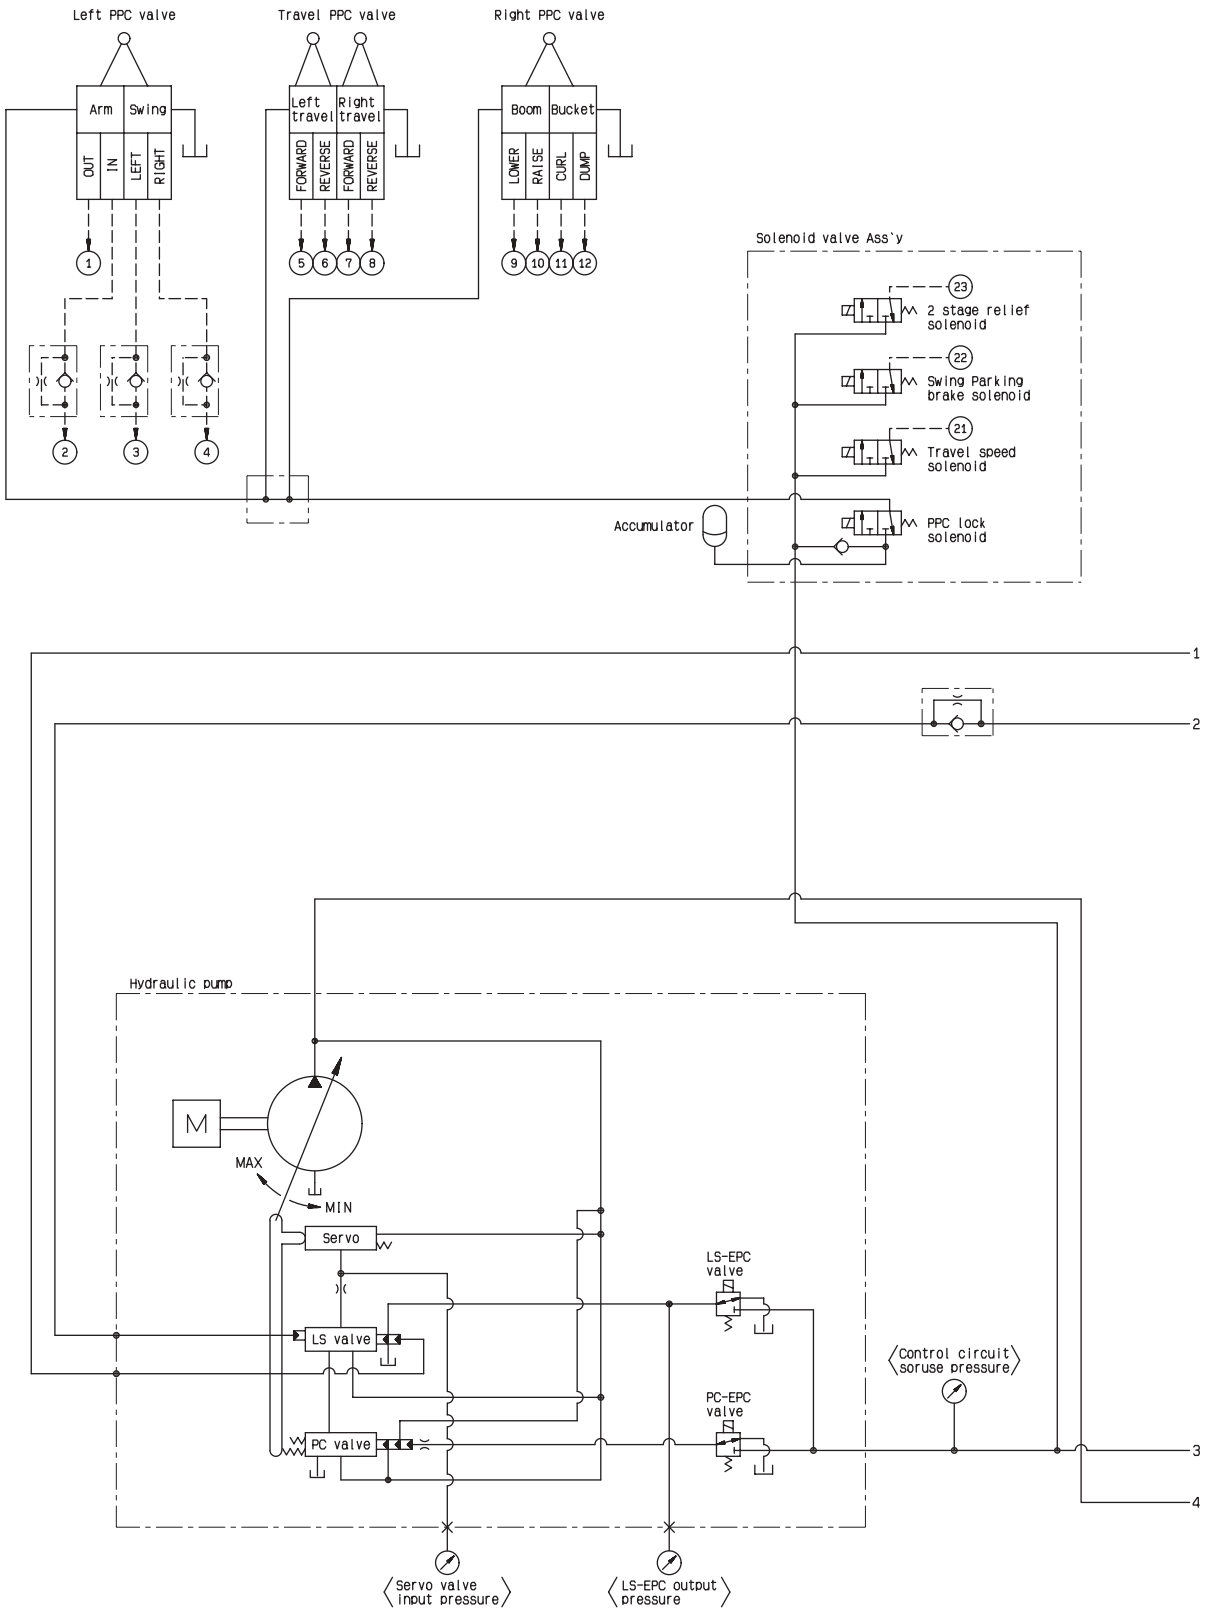 Left PPC valve
Travel PPC valve
Right PPC valve
Arm
Swing
Left
travel
Right
travel
Boom
Bucket
OUT
IN
LEFT
RIGHT
FORWARD
REVERSE
FORWARD
REVERSE
LOWER
RAISE
CURL
DUMP
1
5
6
7
8
9
10
11
12
2
3
4
Solenoid valve Ass'y
23
2 stage relief
solenoid
22
Swing Parking
brake solenoid
21
Travel speed
solenoid
Accumulator
PPC lock
solenoid
1
2
Hydraulic pump
M
MAX
MIN
Servo
LS-EPC
valve
LS valve
Control circuit
soruse pressure
PC-EPC
valve
PC valve
3
4
Servo valve
input pressure
LS-EPC output
pressure